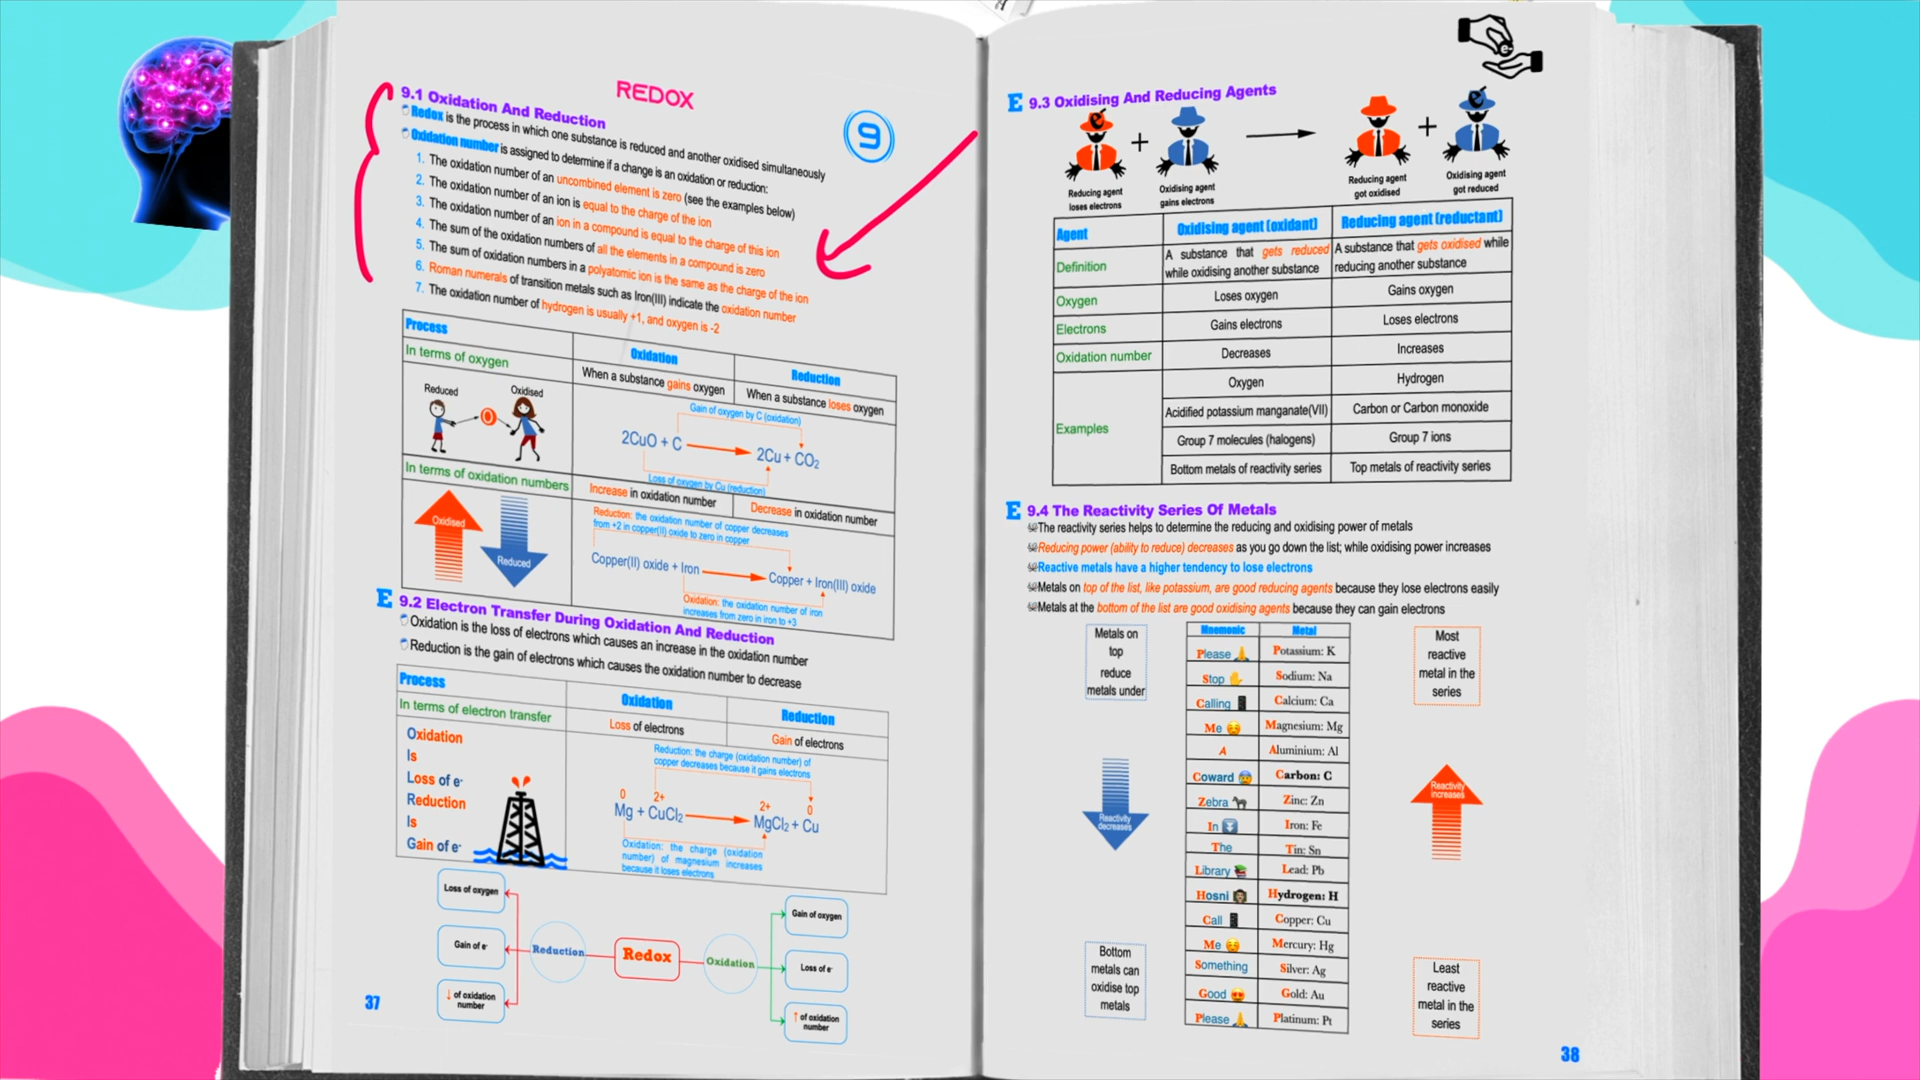 REDOX
9
9.1 Oxidation And Reduction
Redox is the process in which one substance is reduced and another oxidised simultaneously
Oxidation number is assigned to determine if a change is an oxidation or reduction:
1. The oxidation number of an uncombined element is zero (see the examples below)
2. The oxidation number of an ion is equal to the charge of the ion
3. The oxidation number of an ion in a compound is equal to the charge of this ion
4. The sum of the oxidation numbers of all the elements in a compound is zero
5. The sum of oxidation numbers in a polyatomic ion is the same as the charge of the ion
6. Roman numerals of transition metals such as Iron(III) indicate the oxidation number
7. The oxidation number of hydrogen is usually +1, and oxygen is -2
Process
Oxidation
Reduction
In terms of oxygen
When a substance gains oxygen
When a substance loses oxygen
Reduced
Oxidised
O
Gain of oxygen by C (oxidation)
2CuO + C
2Cu + CO₂
Loss of oxygen by Cu (reduction)
In terms of oxidation numbers
Increase in oxidation number
Decrease in oxidation number
Oxidised
Reduced
Reduction: the oxidation number of copper decreases
from +2 in copper(II) oxide to zero in copper
Copper(II) oxide + Iron
Copper + Iron(III) oxide
Oxidation: the oxidation number of iron
increases from zero in iron to +3
E 9.2 Electron Transfer During Oxidation And Reduction
Oxidation is the loss of electrons which causes an increase in the oxidation number
Reduction is the gain of electrons which causes the oxidation number to decrease
Process
Oxidation
Reduction
In terms of electron transfer
Loss of electrons
Gain of electrons
Oxidation
Is
Loss of e-
Reduction
Is
Gain of e-
Reduction: the charge (oxidation number) of
copper decreases because it gains electrons
0 2+ 2+ 0
Mg + CuCl₂
MgCl₂ + Cu
Oxidation: the charge (oxidation
number) of magnesium increases
because it loses electrons
Loss of oxygen
Gain of e-
↓ of oxidation
number
Reduction
Redox
Oxidation
Gain of oxygen
Loss of e-
↑ of oxidation
number
37
e-
E 9.3 Oxidising And Reducing Agents
e
+
+
e
Reducing agent
loses electrons
Oxidising agent
gains electrons
Reducing agent
got oxidised
Oxidising agent
got reduced
Agent
Oxidising agent (oxidant)
Reducing agent (reductant)
Definition
A substance that gets reduced
while oxidising another substance
A substance that gets oxidised while
reducing another substance
Oxygen
Loses oxygen
Gains oxygen
Electrons
Gains electrons
Loses electrons
Oxidation number
Decreases
Increases
Examples
Oxygen
Hydrogen
Acidified potassium manganate(VII)
Carbon or Carbon monoxide
Group 7 molecules (halogens)
Group 7 ions
Bottom metals of reactivity series
Top metals of reactivity series
E 9.4 The Reactivity Series Of Metals
The reactivity series helps to determine the reducing and oxidising power of metals
Reducing power (ability to reduce) decreases as you go down the list; while oxidising power increases
Reactive metals have a higher tendency to lose electrons
Metals on top of the list, like potassium, are good reducing agents because they lose electrons easily
Metals at the bottom of the list are good oxidising agents because they can gain electrons
Metals on
top
reduce
metals under
Reactivity
decreases
Bottom
metals can
oxidise top
metals
Mnemonic Metal
Please 🙏 Potassium: K
Stop ✋ Sodium: Na
Calling 📱 Calcium: Ca
Me ☺️ Magnesium: Mg
A Aluminium: Al
Coward 😰 Carbon: C
Zebra 🦓 Zinc: Zn
In Iron: Fe
The Tin: Sn
Library 📚 Lead: Pb
Hosni Hydrogen: H
Call 📱 Copper: Cu
Me ☺️ Mercury: Hg
Something Silver: Ag
Good 😍 Gold: Au
Please 🙏 Platinum: Pt
Most
reactive
metal in the
series
Reactivity
increases
Least
reactive
metal in the
series
38